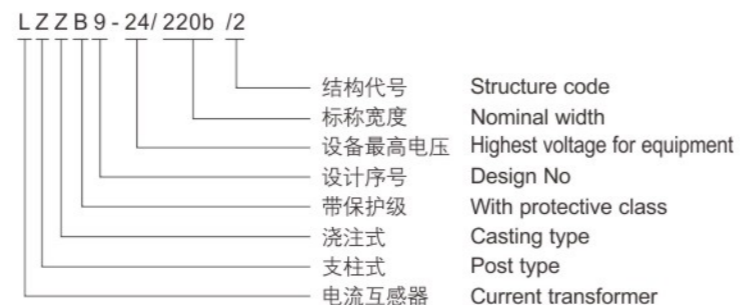 LZZB9-24/220b /2
结构代号 Structure code
标称宽度 Nominal width
设备最高电压 Highest voltage for equipment
设计序号 Design No
带保护级 With protective class
浇注式 Casting type
支柱式 Post type
电流互感器 Current transformer